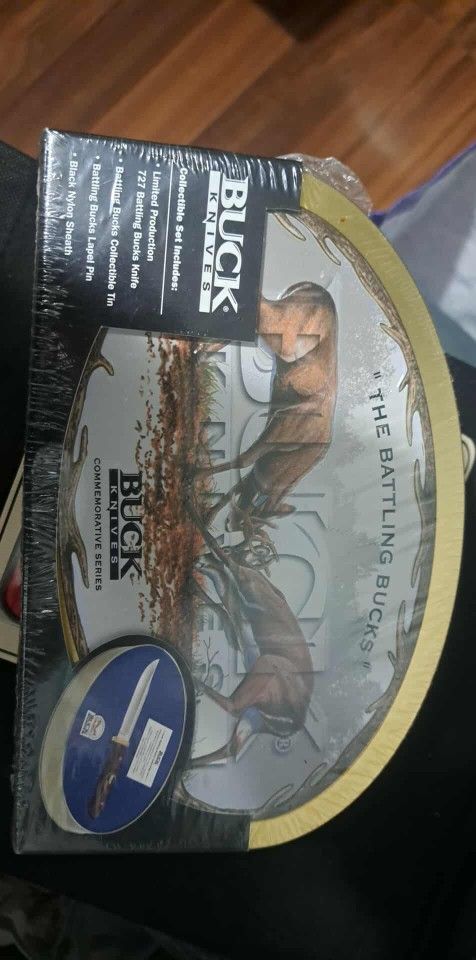 BUCK®
KNIVES
Collectible Set Includes:
• Limited Production
727 Battling Bucks Knife
• Battling Bucks Collectible Tin
• Battling Bucks Lapel Pin
• Black Nylon Sheath
"THE BATTLING BUCKS"
BUCK
KNIVES
COMMEMORATIVE SERIES